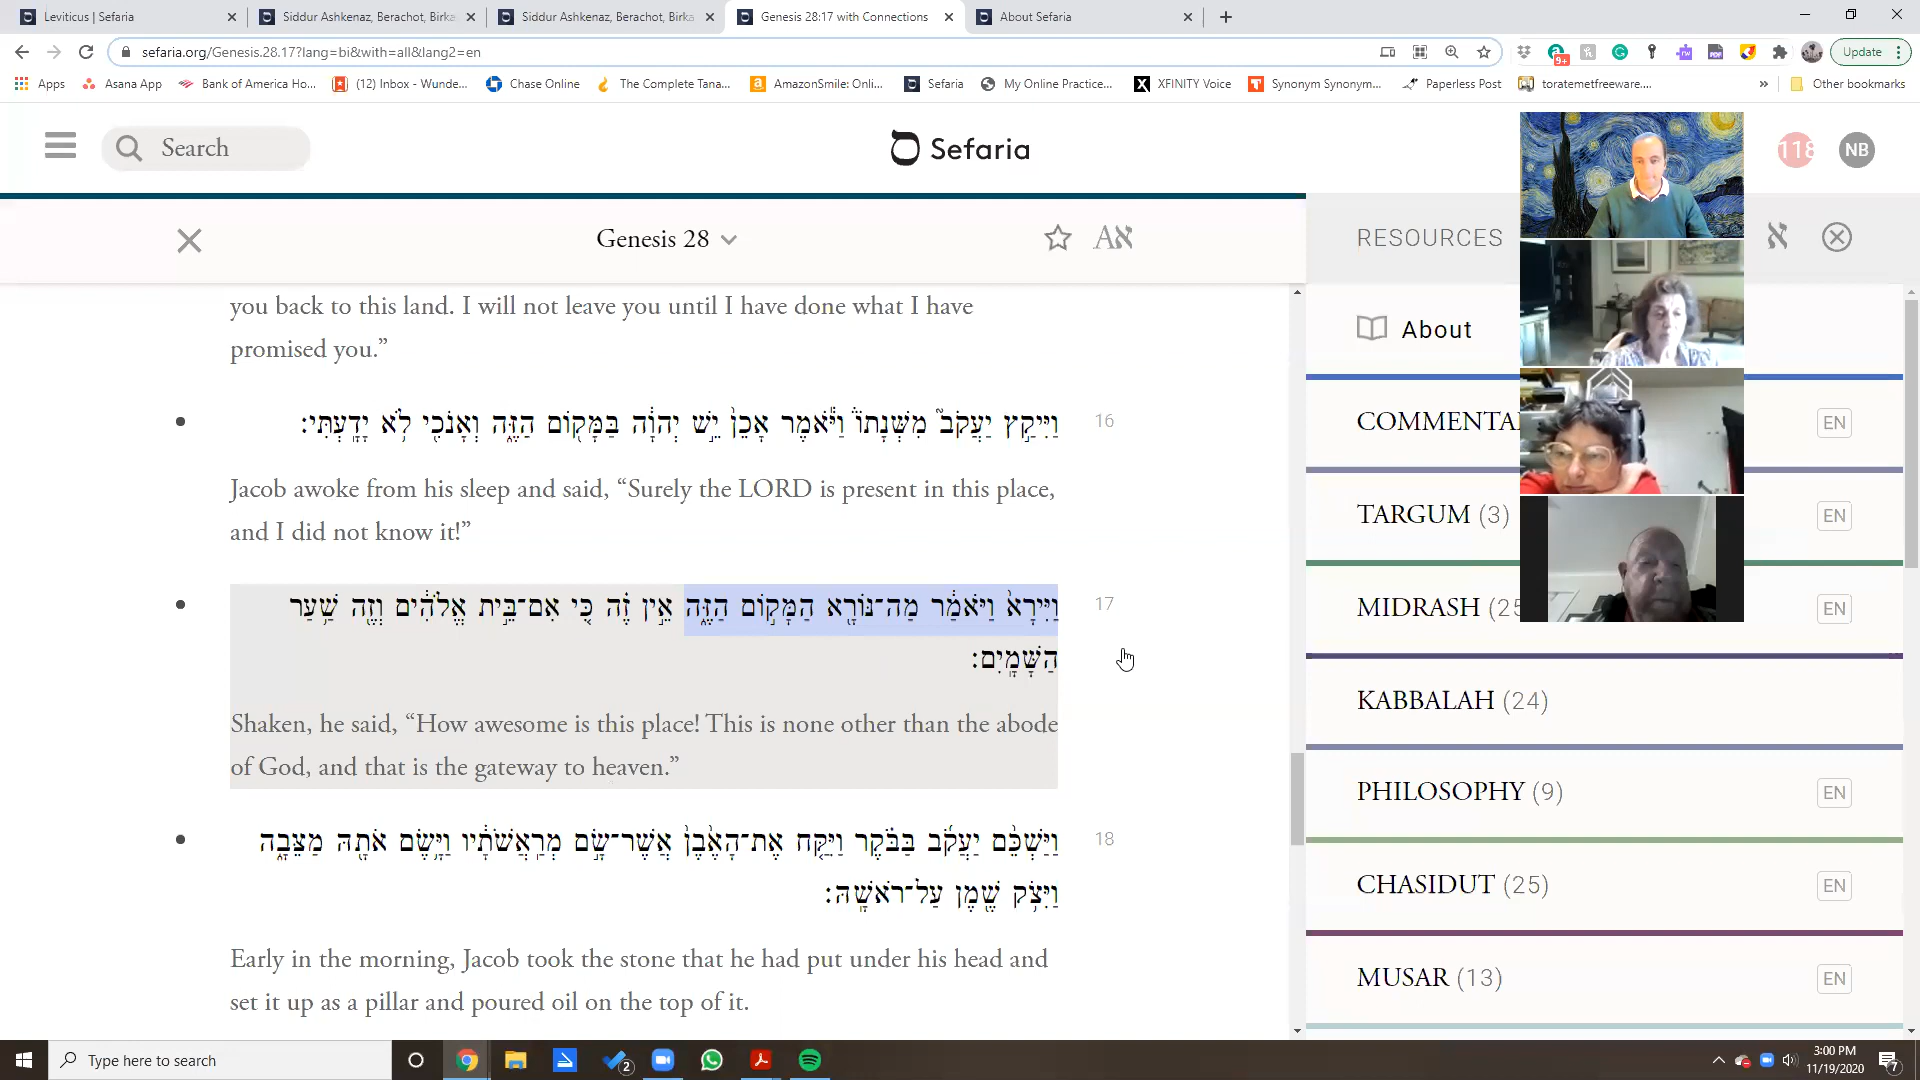 Leviticus | Sefaria
Siddur Ashkenaz, Berachot, Birka
Siddur Ashkenaz, Berachot, Birka
Genesis 28:17 with Connections
About Sefaria
sefaria.org/Genesis.28.17?lang=bi&with=all&lang2=en
9+
Update
Apps
Asana App
Bank of America Ho...
(12) Inbox - Wunde...
Chase Online
The Complete Tana...
AmazonSmile: Onli...
Sefaria
My Online Practice...
XFINITY Voice
Synonym Synonym...
Paperless Post
toratemetfreeware....
»
Other bookmarks
Search
Sefaria
118
NB
Genesis 28
Aא
RESOURCES
א
you back to this land. I will not leave you until I have done what I have
promised you.”
16
וַיִּיקַ֣ץ יַעֲקֹב֮ מִשְּׁנָתוֹ֒ וַיֹּ֕אמֶר אָכֵן֙ יֵ֣שׁ יְהוָ֔ה בַּמָּק֖וֹם הַזֶּ֑ה וְאָנֹכִ֖י לֹ֥א יָדָֽעְתִּי׃
Jacob awoke from his sleep and said, “Surely the LORD is present in this place,
and I did not know it!”
17
וַיִּירָא֙ וַיֹּאמַ֔ר מַה־נּוֹרָ֖א הַמָּק֣וֹם הַזֶּ֑ה אֵ֣ין זֶ֗ה כִּ֚י אִם־בֵּ֣ית אֱלֹהִ֔ים וְזֶ֖ה שַׁ֥עַר
הַשָּׁמָֽיִם׃
Shaken, he said, “How awesome is this place! This is none other than the abode
of God, and that is the gateway to heaven.”
18
וַיַּשְׁכֵּ֨ם יַעֲקֹ֜ב בַּבֹּ֗קֶר וַיִּקַּ֤ח אֶת־הָאֶ֙בֶן֙ אֲשֶׁר־שָׂ֣ם מְרַֽאֲשֹׁתָ֔יו וַיָּ֥שֶׂם אֹתָ֖הּ מַצֵּבָ֑ה
וַיִּצֹ֥ק שֶׁ֖מֶן עַל־רֹאשָֽׁהּ׃
Early in the morning, Jacob took the stone that he had put under his head and
set it up as a pillar and poured oil on the top of it.
About
COMMENTA
EN
TARGUM (3)
EN
MIDRASH (25
EN
KABBALAH (24)
PHILOSOPHY (9)
EN
CHASIDUT (25)
EN
MUSAR (13)
EN
Type here to search
2
3:00 PM
11/19/2020
7